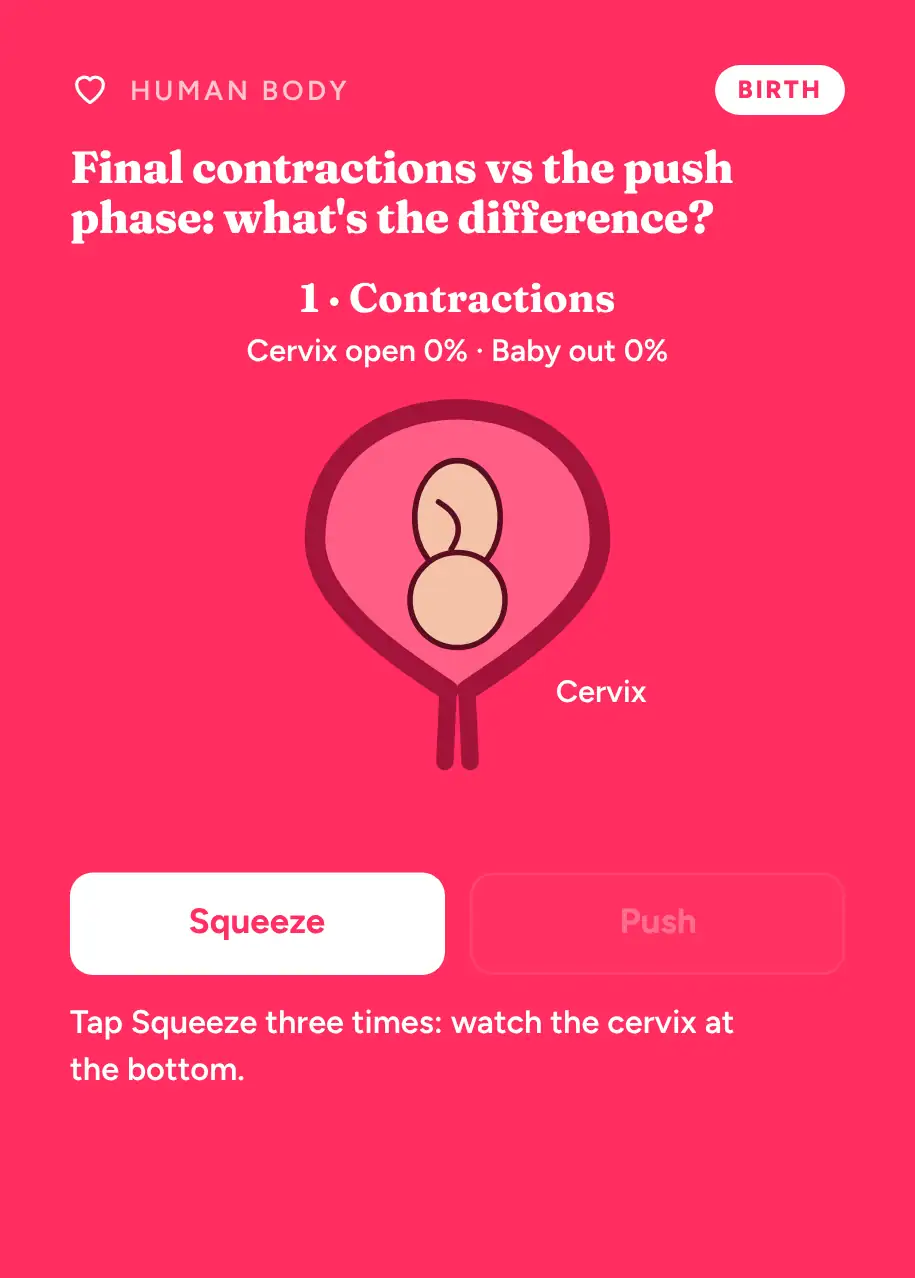 HUMAN BODY
BIRTH
Final contractions vs the push
phase: what's the difference?
1 · Contractions
Cervix open 0% · Baby out 0%
Cervix
Squeeze
Push
Tap Squeeze three times: watch the cervix at
the bottom.